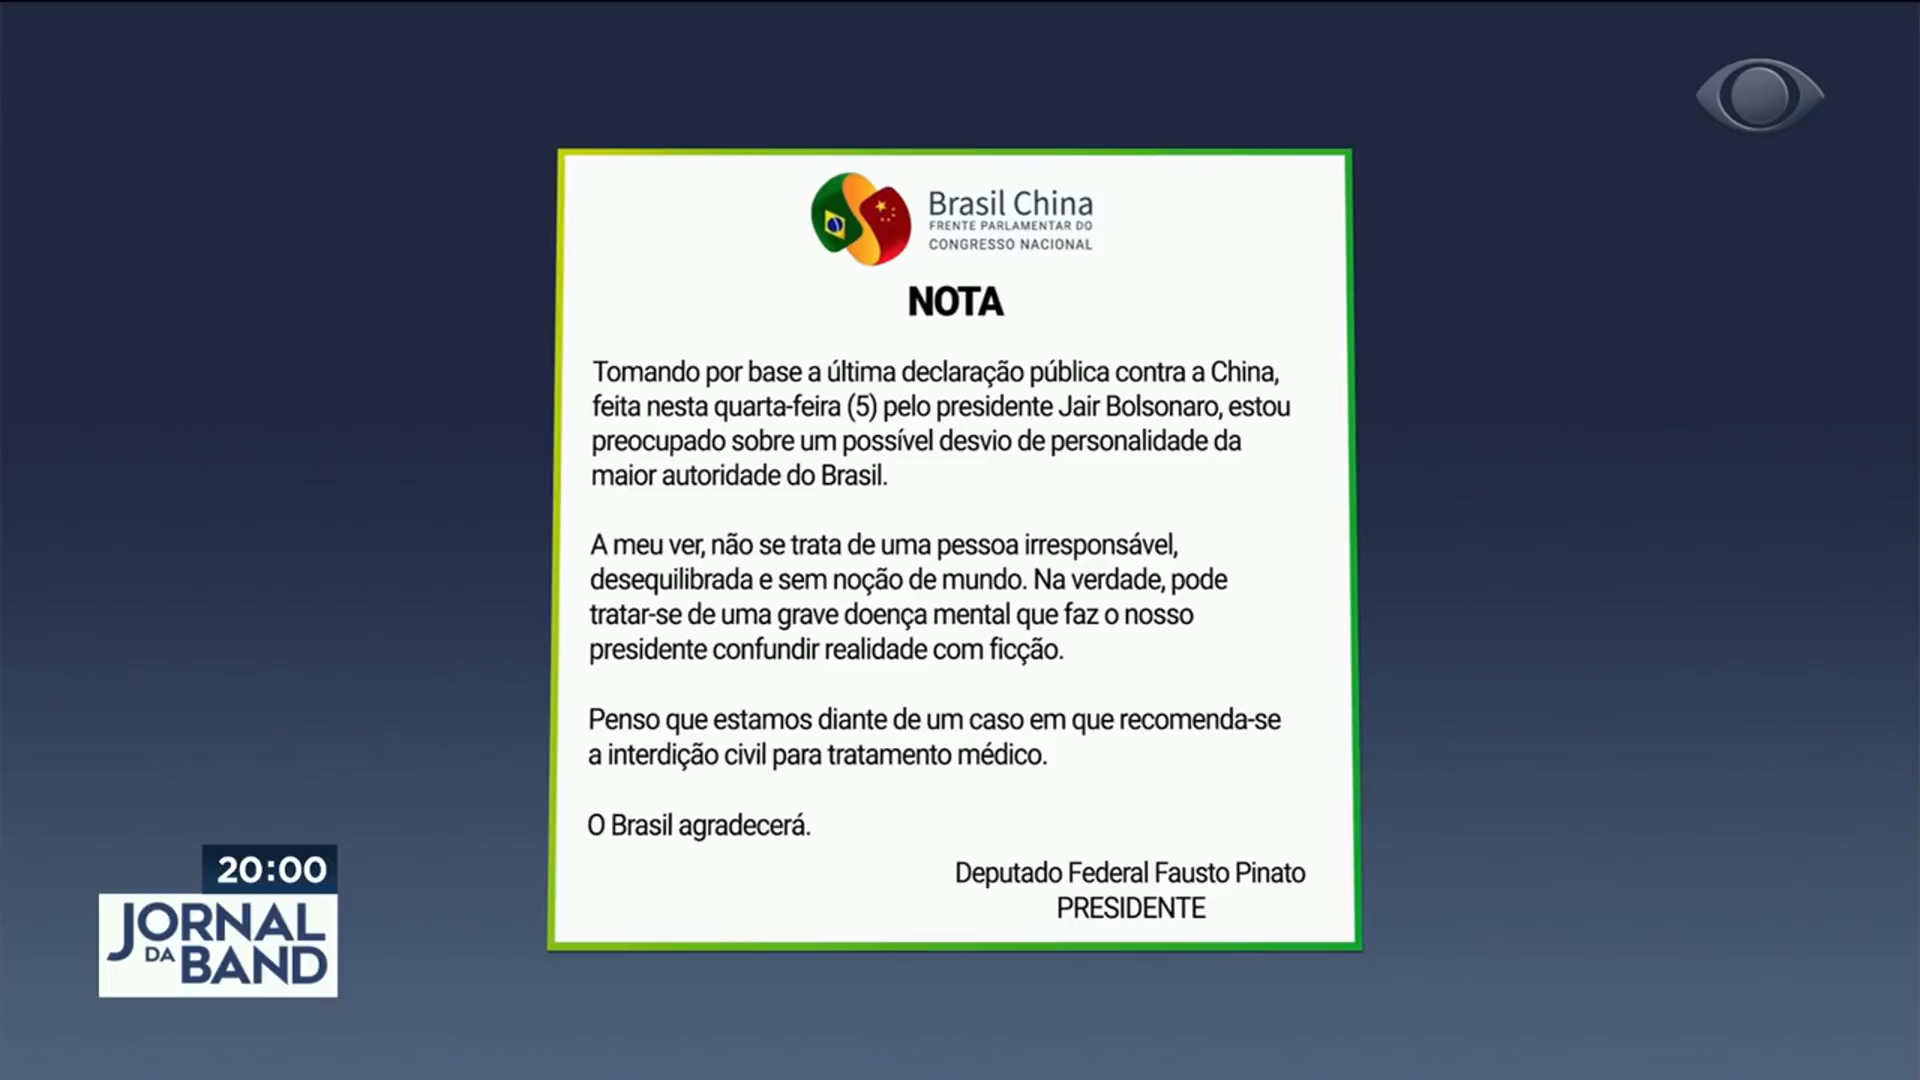 Brasil China
FRENTE PARLAMENTAR DO
CONGRESSO NACIONAL
NOTA
Tomando por base a última declaração pública contra a China,
feita nesta quarta-feira (5) pelo presidente Jair Bolsonaro, estou
preocupado sobre um possível desvio de personalidade da
maior autoridade do Brasil.
A meu ver, não se trata de uma pessoa irresponsável,
desequilibrada e sem noção de mundo. Na verdade, pode
tratar-se de uma grave doença mental que faz o nosso
presidente confundir realidade com ficção.
Penso que estamos diante de um caso em que recomenda-se
a interdição civil para tratamento médico.
O Brasil agradecerá.
Deputado Federal Fausto Pinato
PRESIDENTE
20:00
JORNAL
DA BAND